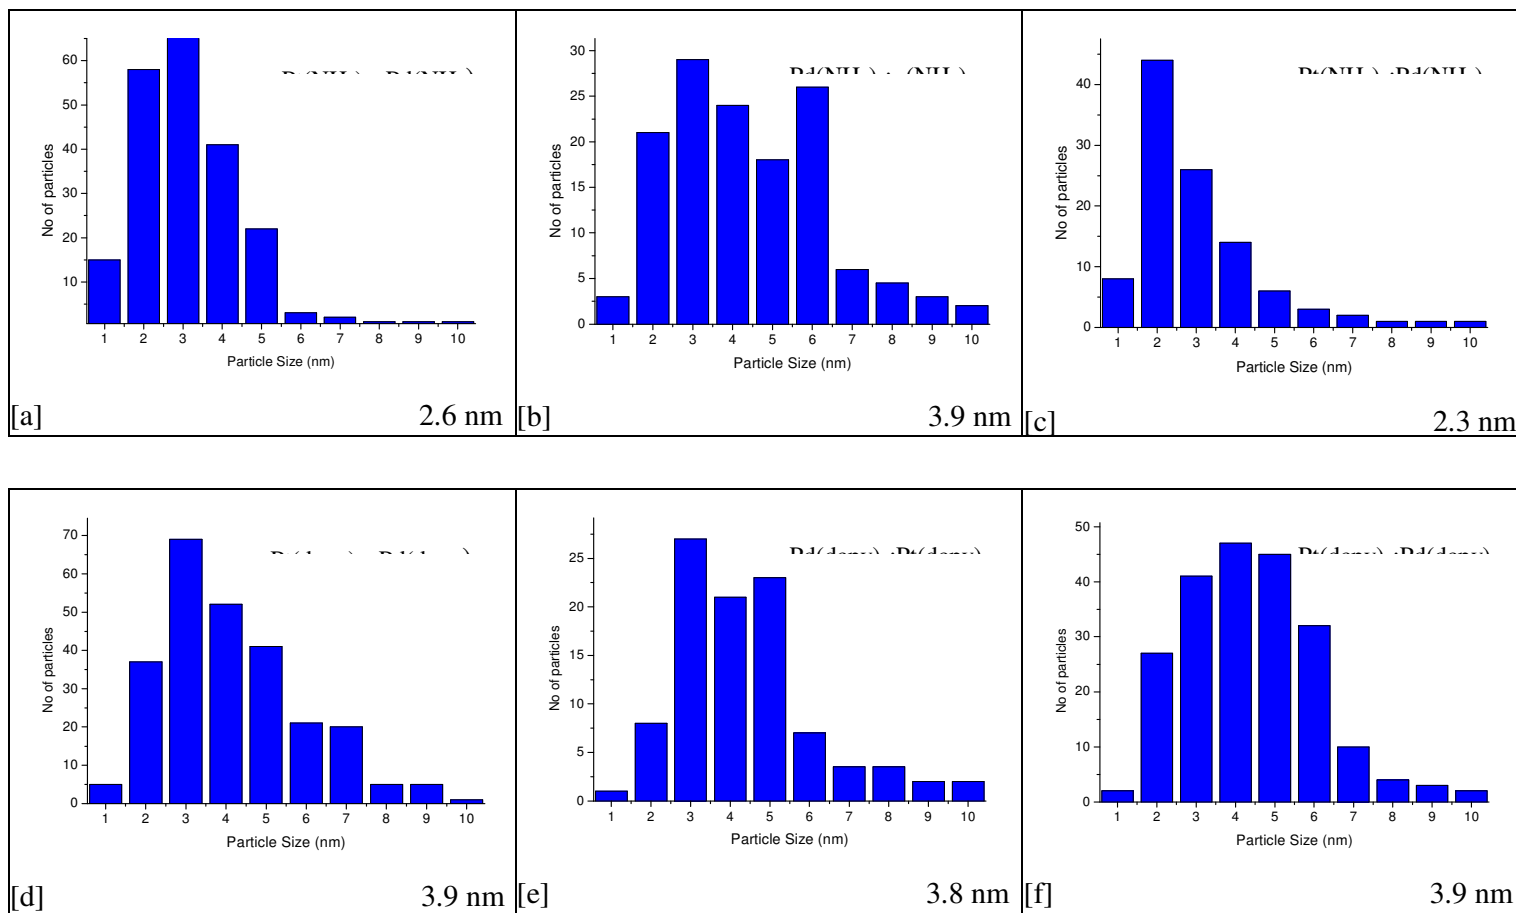 No of particles
60
50
40
30
20
10
1 2 3 4 5 6 7 8 9 10
Particle Size (nm)
[a] 2.6 nm
No of particles
30
25
20
15
10
5
0
1 2 3 4 5 6 7 8 9 10
Particle Size (nm)
[b] 3.9 nm
No of particles
40
30
20
10
0
1 2 3 4 5 6 7 8 9 10
Particle Size (nm)
[c] 2.3 nm
No of particles
70
60
50
40
30
20
10
0
1 2 3 4 5 6 7 8 9 10
Particle Size (nm)
[d] 3.9 nm
No of particles
25
20
15
10
5
0
1 2 3 4 5 6 7 8 9 10
Particle Size (nm)
[e] 3.8 nm
No of particles
50
40
30
20
10
0
1 2 3 4 5 6 7 8 9 10
Particle Size (nm)
[f] 3.9 nm